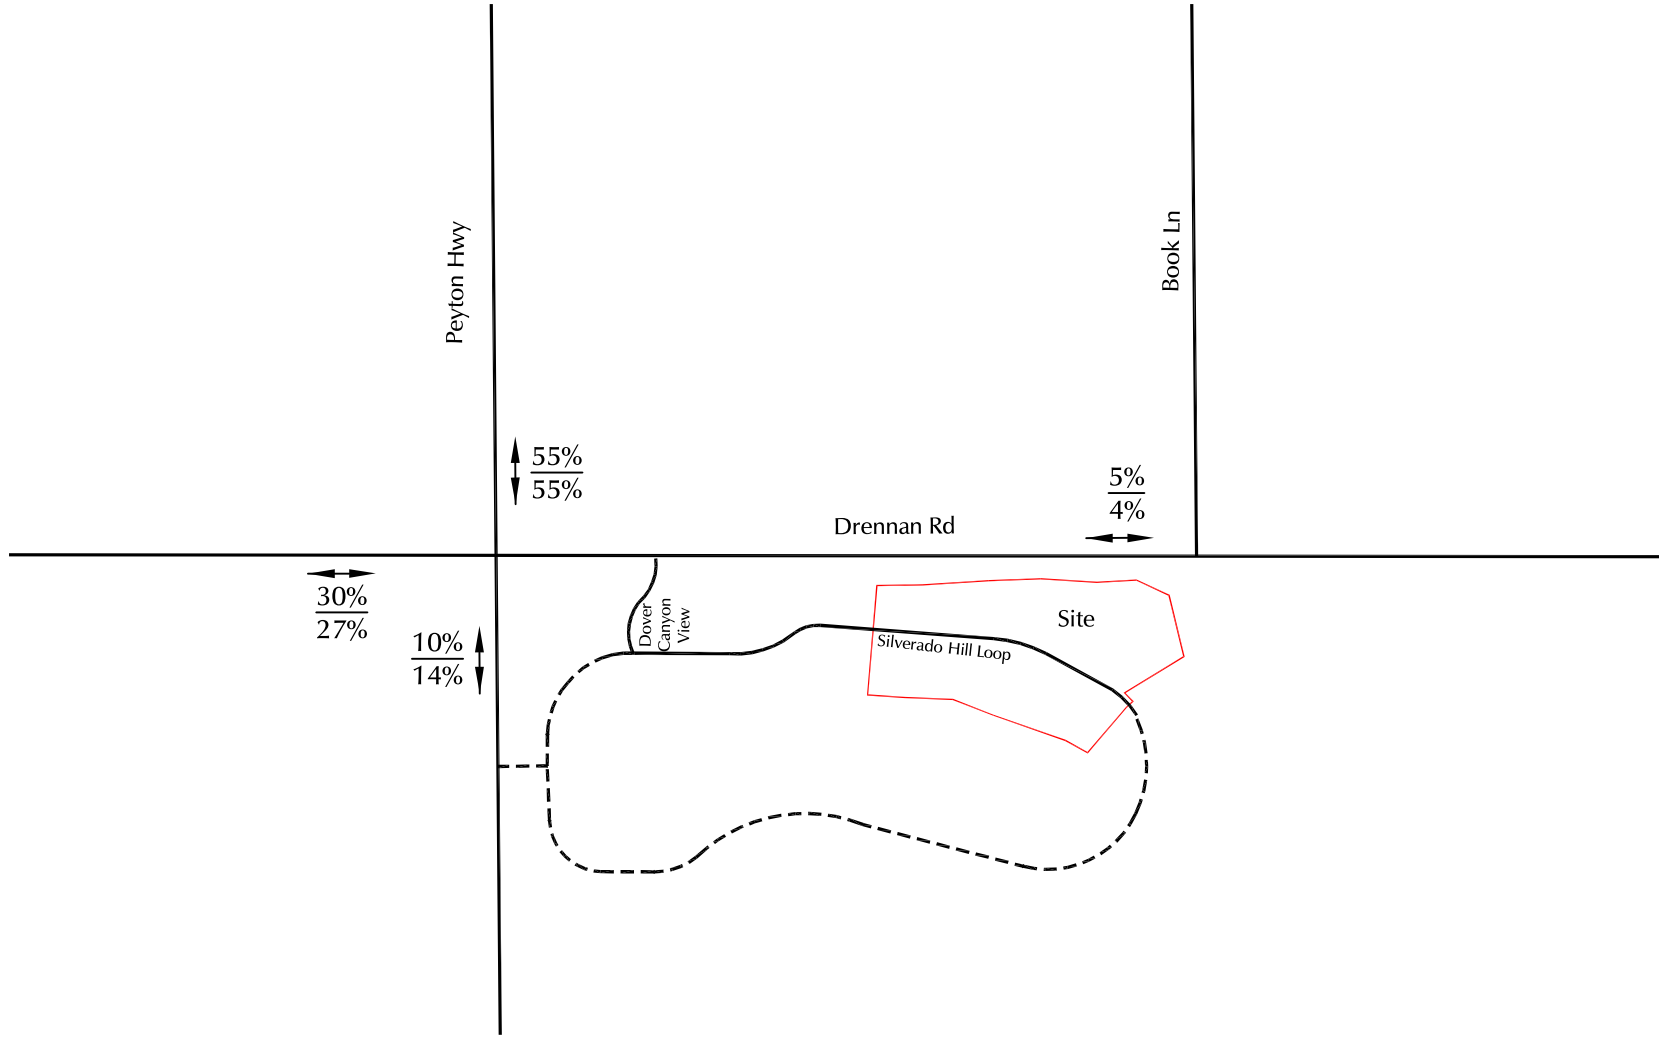 Peyton Hwy
Book Ln
55%
55%
5%
4%
Drennan Rd
30%
27%
10%
14%
Dover
Canyon
View
Site
Silverado Hill Loop